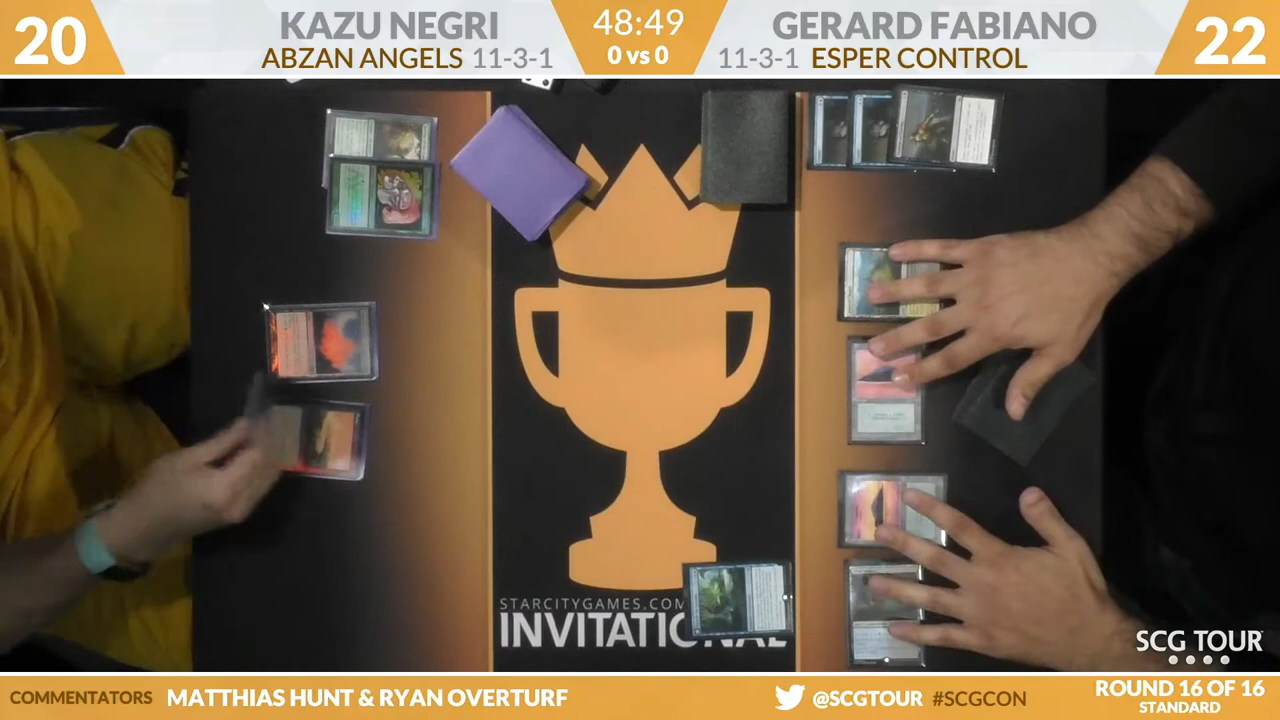 20
KAZU NEGRI
ABZAN ANGELS 11-3-1
48:49
0 vs 0
GERARD FABIANO
11-3-1 ESPER CONTROL
22
STARCITYGAMES.COM
SCG TOUR
COMMENTATORS MATTHIAS HUNT & RYAN OVERTURF
@SCGTOUR #SCGCON
ROUND 16 OF 16
STANDARD